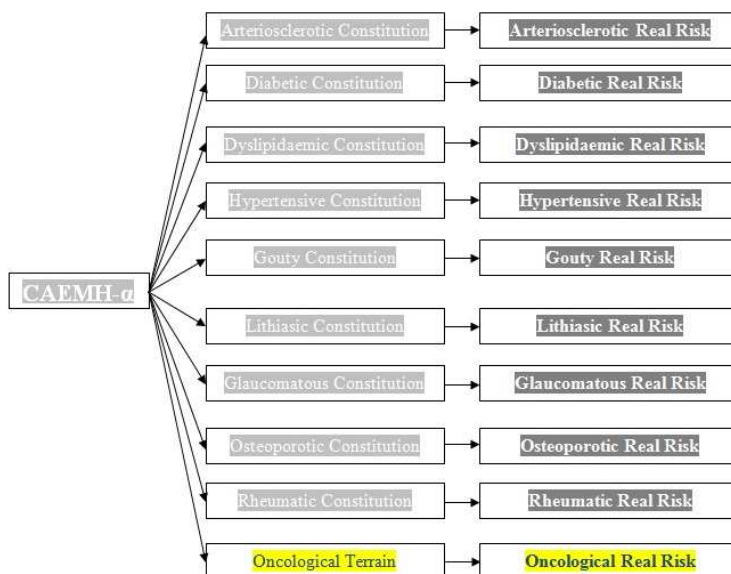 Arteriosclerotic Constitution
Arteriosclerotic Real Risk
Diabetic Constitution
Diabetic Real Risk
Dyslipidaemic Constitution
Dyslipidaemic Real Risk
Hypertensive Constitution
Hypertensive Real Risk
Gouty Constitution
Gouty Real Risk
CAEMH-α
Lithiasic Constitution
Lithiasic Real Risk
Glaucomatous Constitution
Glaucomatous Real Risk
Osteoporotic Constitution
Osteoporotic Real Risk
Rheumatic Constitution
Rheumatic Real Risk
Oncological Terrain
Oncological Real Risk